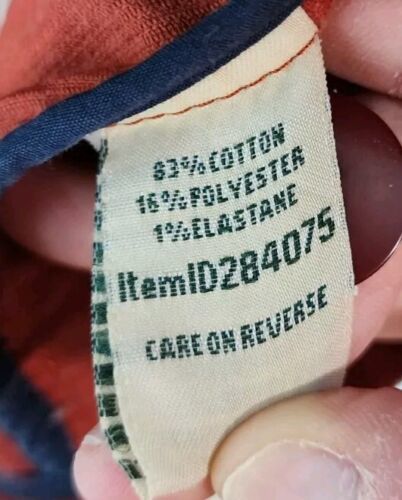 83%COTTON
16%POLYESTER
1%ELASTANE
ItemID284075
CARE ON REVERSE